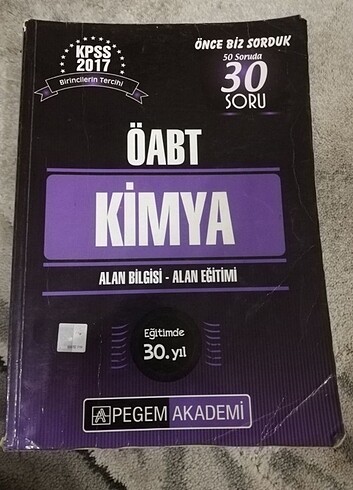 KPSS
2017
Birincilerin Tercihi
ÖNCE BİZ SORDUK
50 Soruda
30
SORU
ÖABT
KİMYA
ALAN BİLGİSİ - ALAN EĞİTİMİ
Eğitimde
30. yıl
PEGEM AKADEMİ